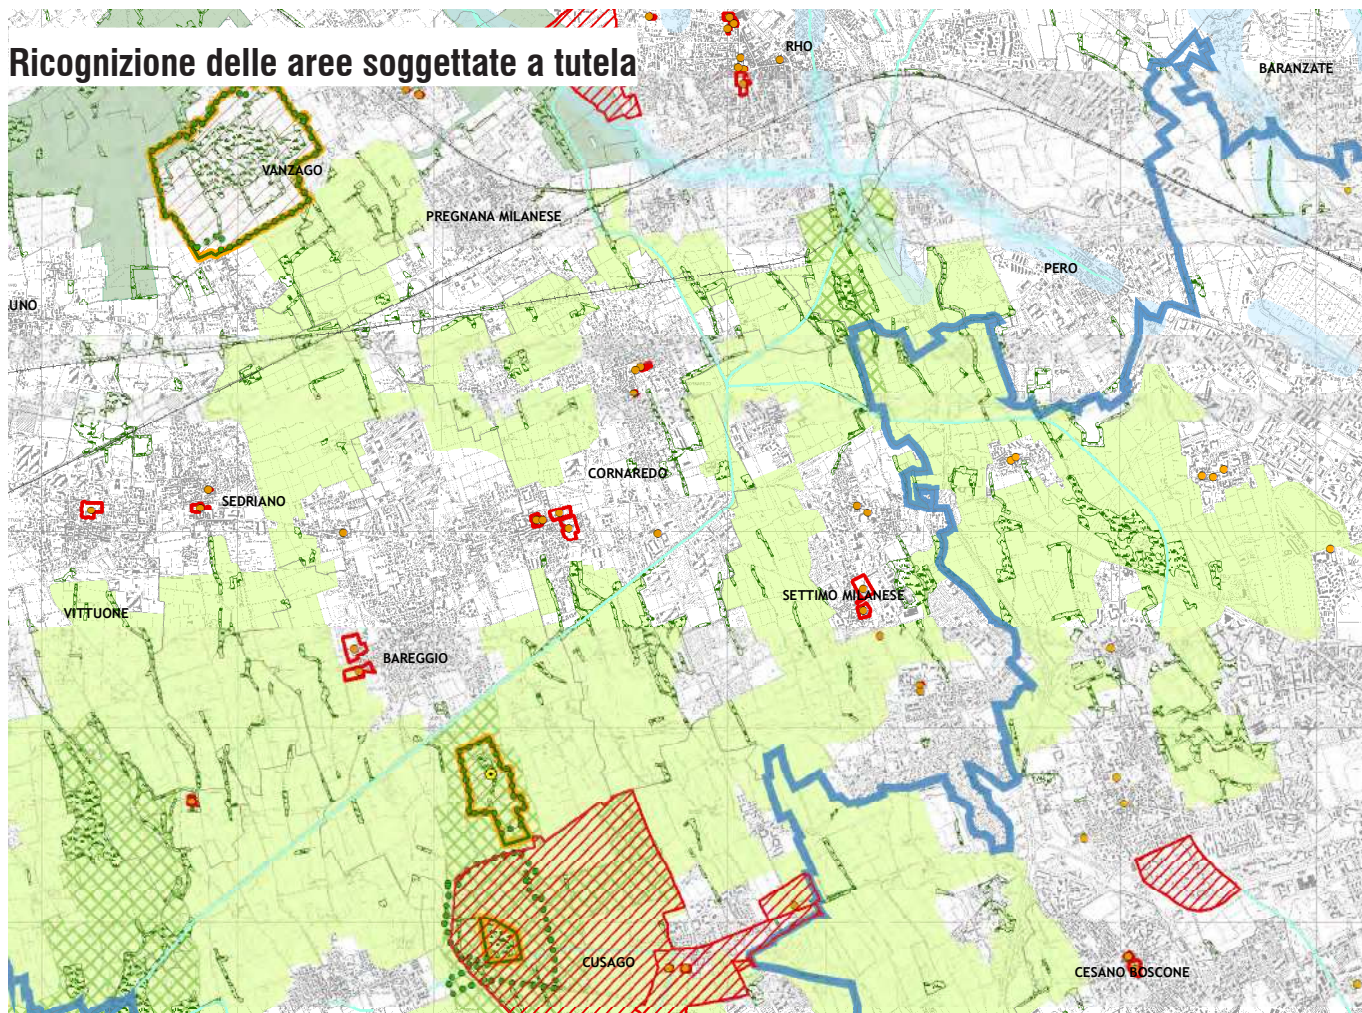 Ricognizione delle aree soggettate a tutela
RHO
BARANZATE
VANZAGO
PREGNANA MILANESE
PERO
UNO
CORNAREDO
SEDRIANO
SETTIMO MILANESE
VITTUONE
BAREGGIO
CUSAGO
CESANO BOSCONE